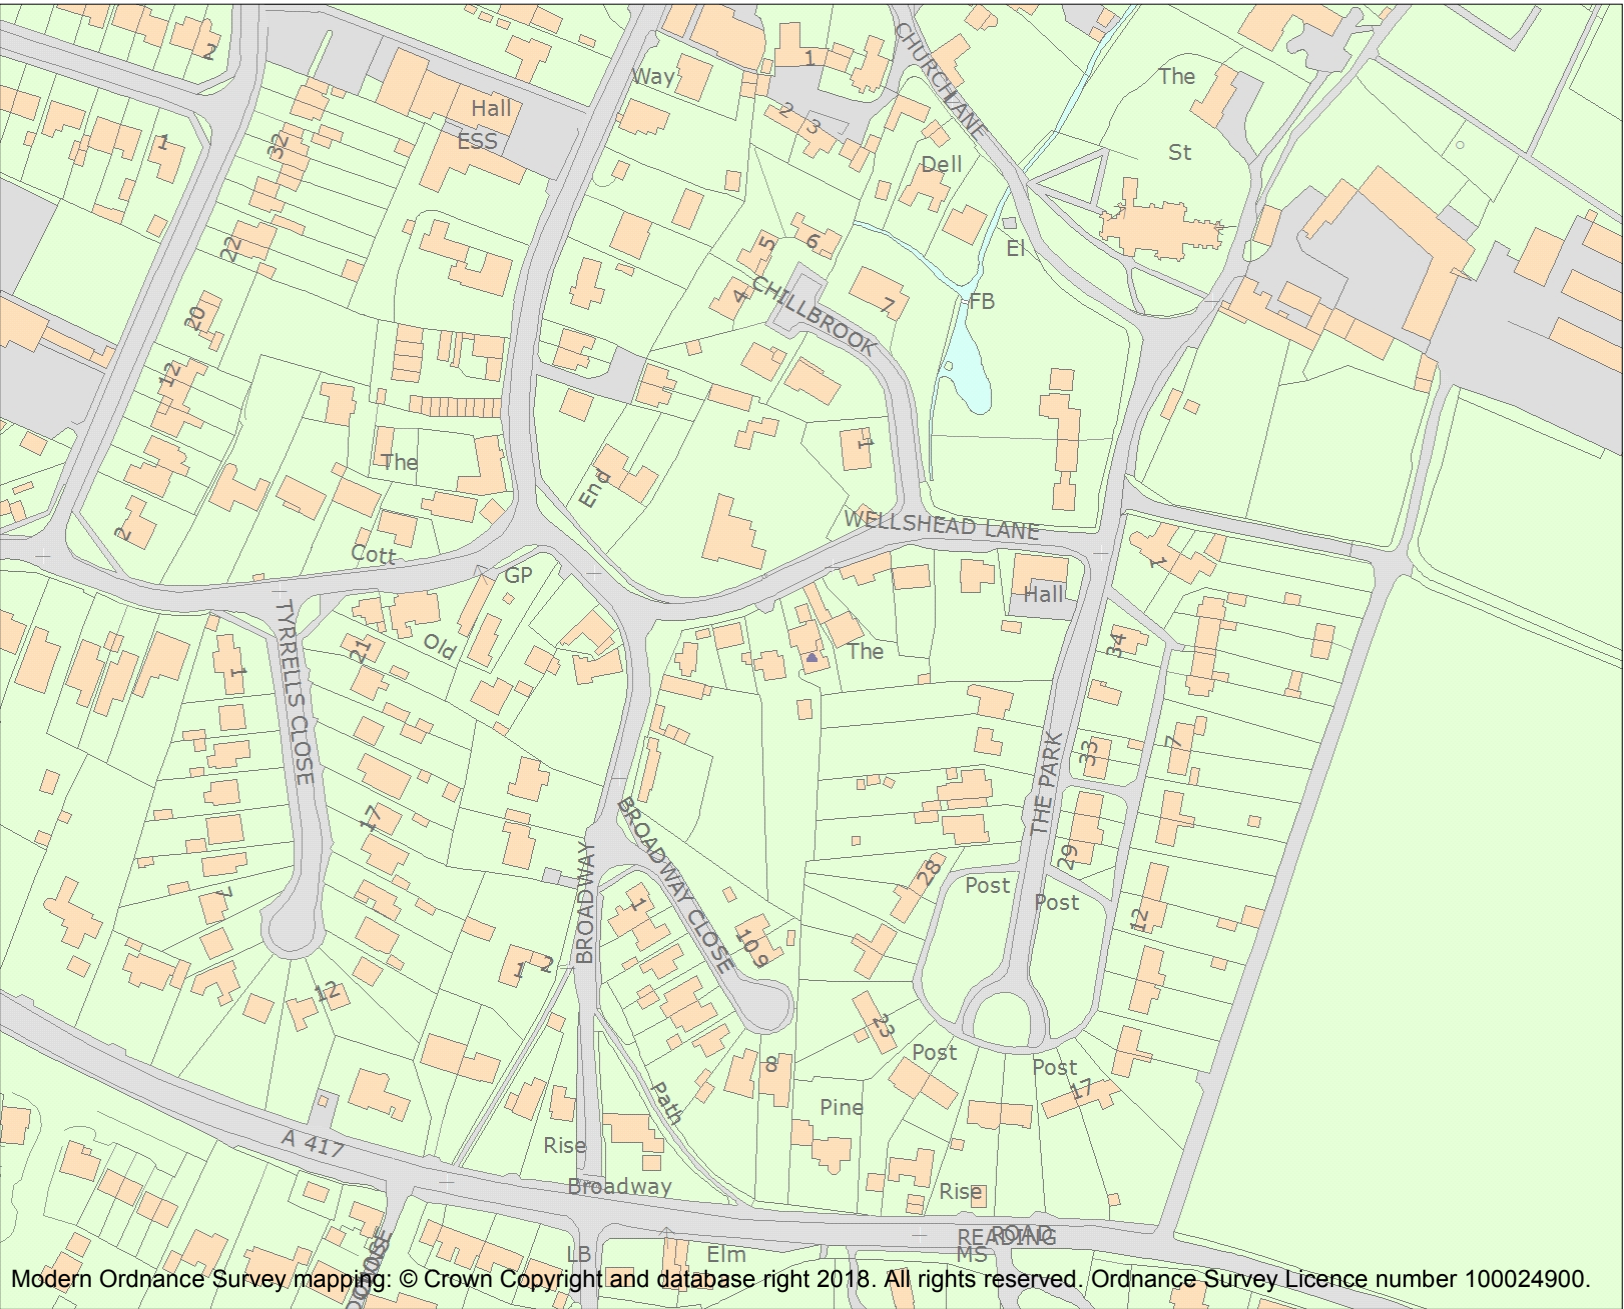 2
Hall
ESS
Way
1
2
3
CHURCH LANE
The
St
Dell
El
1
32
22
20
12
2
5
6
4
7
CHILLBROOK
FB
The
End
1
WELLSHEAD LANE
Cott
GP
Hall
1
TYRRELLS CLOSE
1
21
Old
The
34
33
7
THE PARK
17
7
12
BROADWAY
BROADWAY CLOSE
1
10 9
28
29
Post
Post
12
1
2
23
Post
Post
17
8
Path
Pine
Rise
A 417
Rise
Broadway
READING
ROAD
LB
Elm
MS
Modern Ordnance Survey mapping: © Crown Copyright and database right 2018. All rights reserved. Ordnance Survey Licence number 100024900.